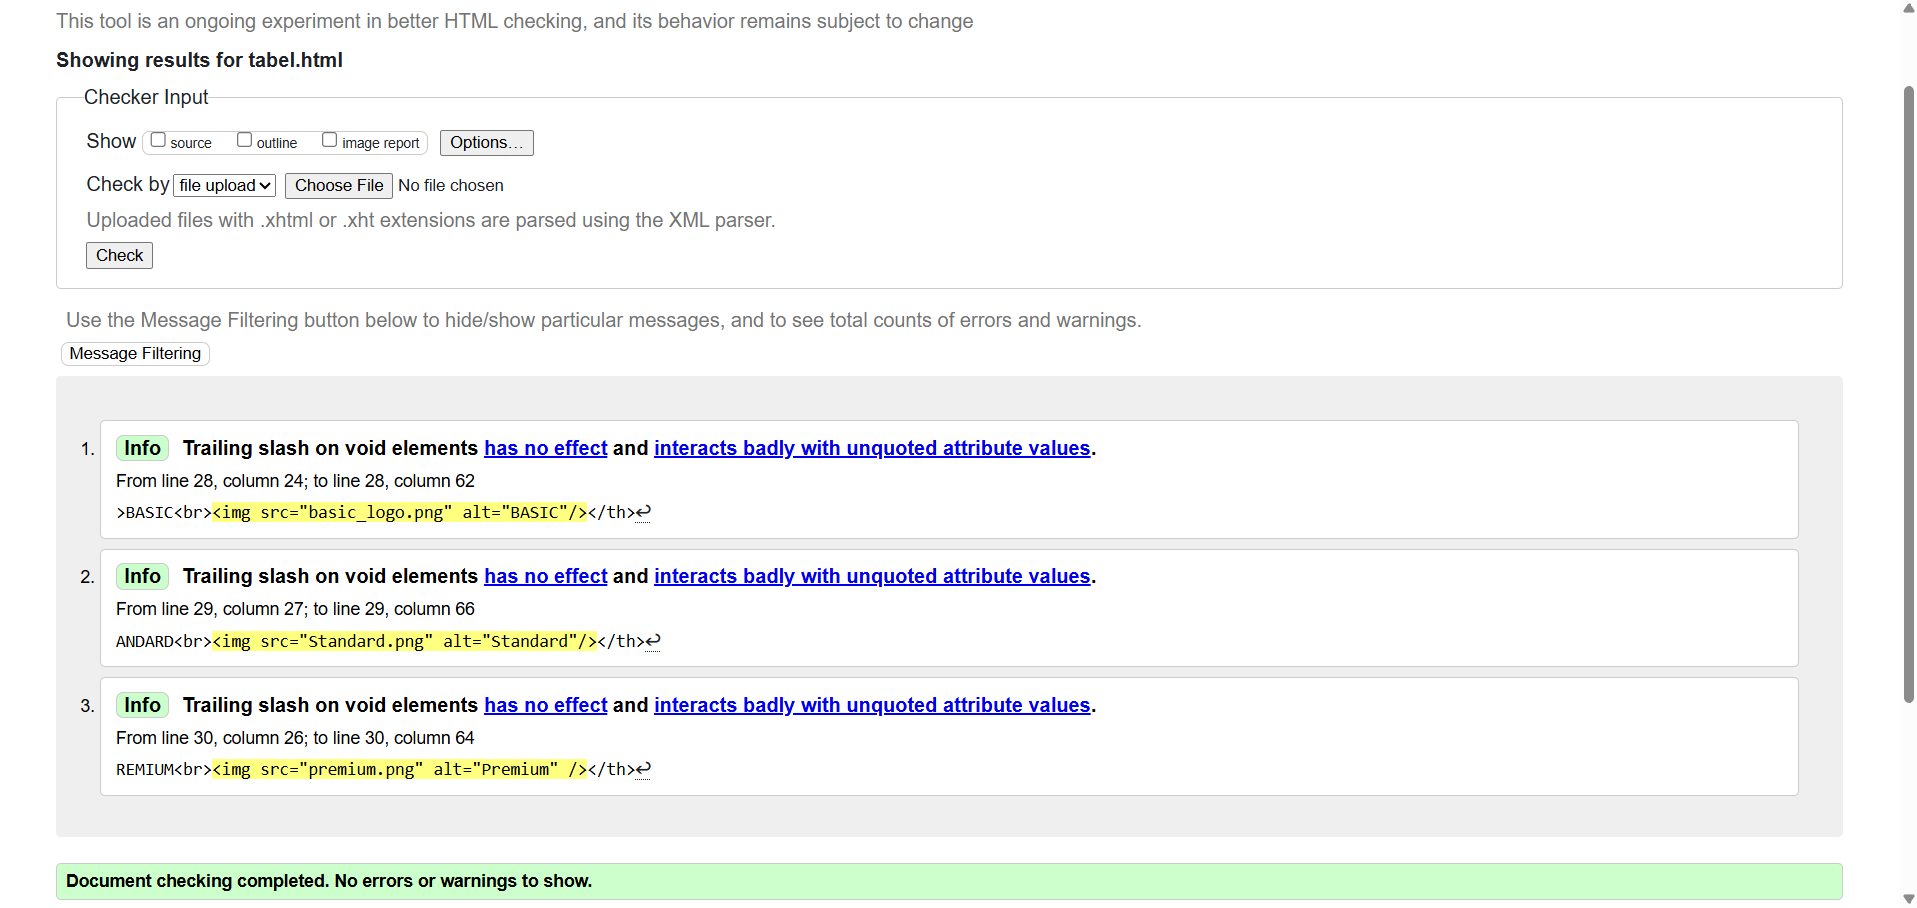 This tool is an ongoing experiment in better HTML checking, and its behavior remains subject to change
Showing results for tabel.html
Checker Input
Show source outline image report Options...
Check by file upload Choose File No file chosen
Uploaded files with .xhtml or .xht extensions are parsed using the XML parser.
Check
Use the Message Filtering button below to hide/show particular messages, and to see total counts of errors and warnings.
Message Filtering
1. Info Trailing slash on void elements has no effect and interacts badly with unquoted attribute values.
From line 28, column 24; to line 28, column 62
>BASIC<br><img src="basic_logo.png" alt="BASIC"/></th>↩
2. Info Trailing slash on void elements has no effect and interacts badly with unquoted attribute values.
From line 29, column 27; to line 29, column 66
ANDARD<br><img src="Standard.png" alt="Standard"/></th>↩
3. Info Trailing slash on void elements has no effect and interacts badly with unquoted attribute values.
From line 30, column 26; to line 30, column 64
REMIUM<br><img src="premium.png" alt="Premium" /></th>↩
Document checking completed. No errors or warnings to show.